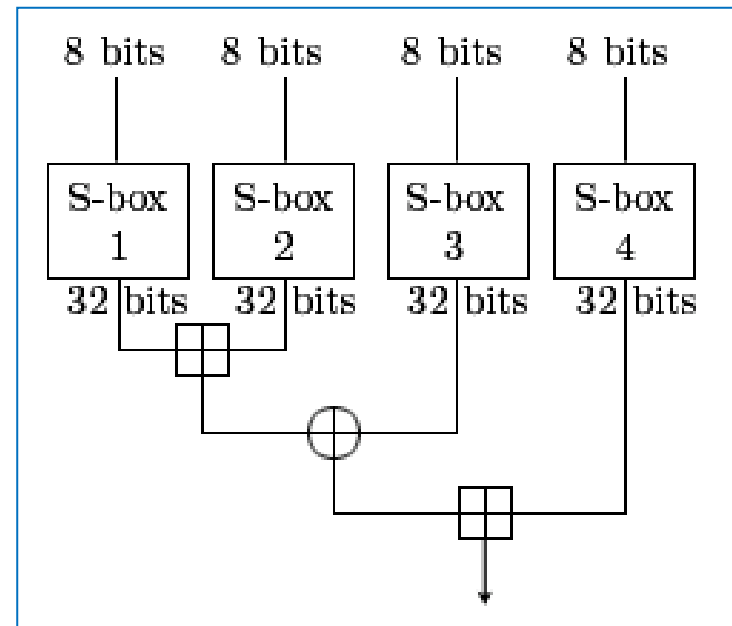 8 bits 8 bits 8 bits 8 bits
S-box S-box S-box S-box
1 2 3 4
32 bits 32 bits 32 bits 32 bits